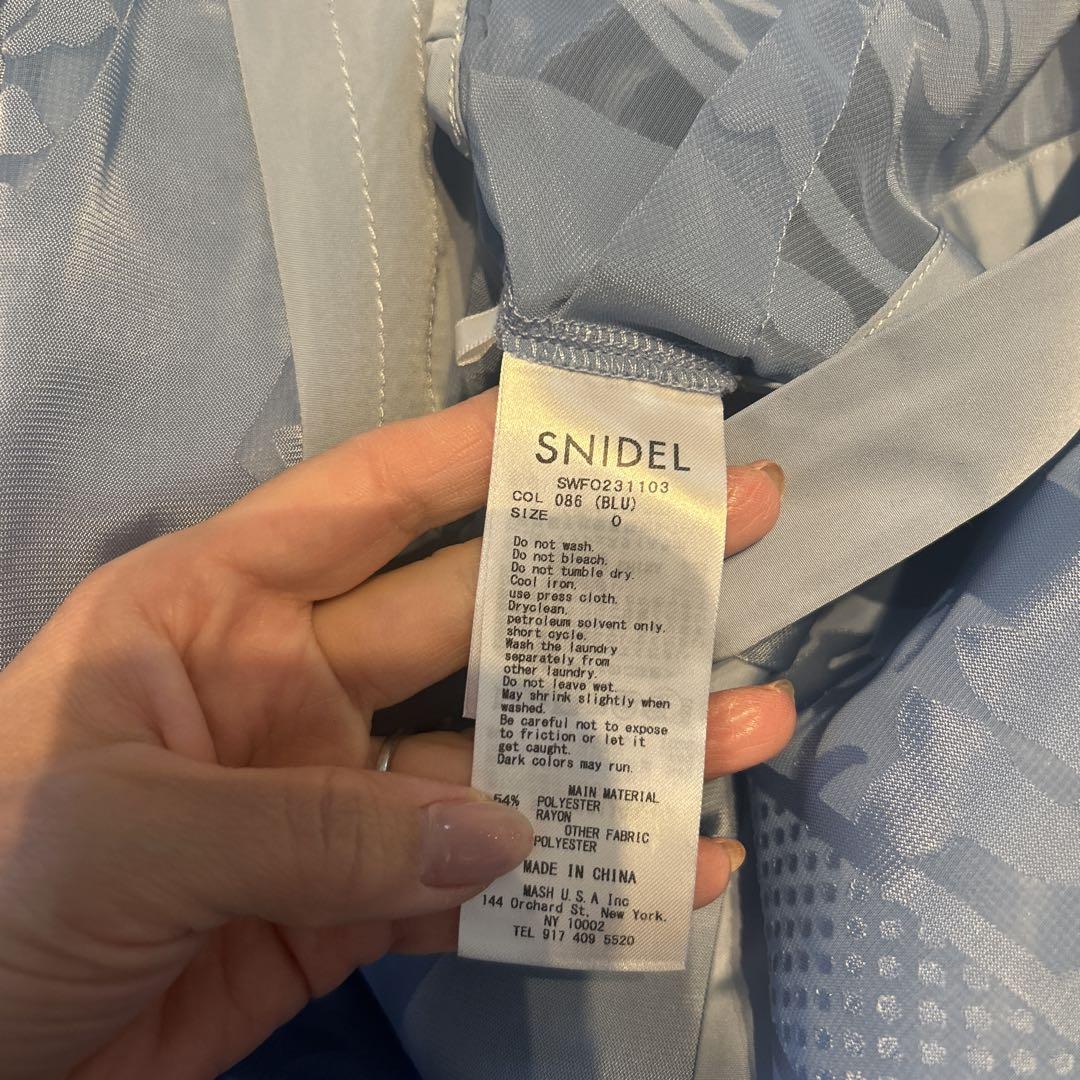 SNIDEL
SWFO231103
COL 086 (BLU)
SIZE 0
Do not wash.
Do not bleach.
Do not tumble dry.
Cool iron.
use press cloth.
Dryclean.
petroleum solvent only.
short cycle.
Wash the laundry
separately from
other laundry.
Do not leave wet.
May shrink slightly when
washed.
Be careful not to expose
to friction or let it
get caught.
Dark colors may run.
MAIN MATERIAL
54% POLYESTER
RAYON
OTHER FABRIC
POLYESTER
MADE IN CHINA
MASH U.S.A Inc
144 Orchard St, New York,
NY 10002
TEL 917 409 5520